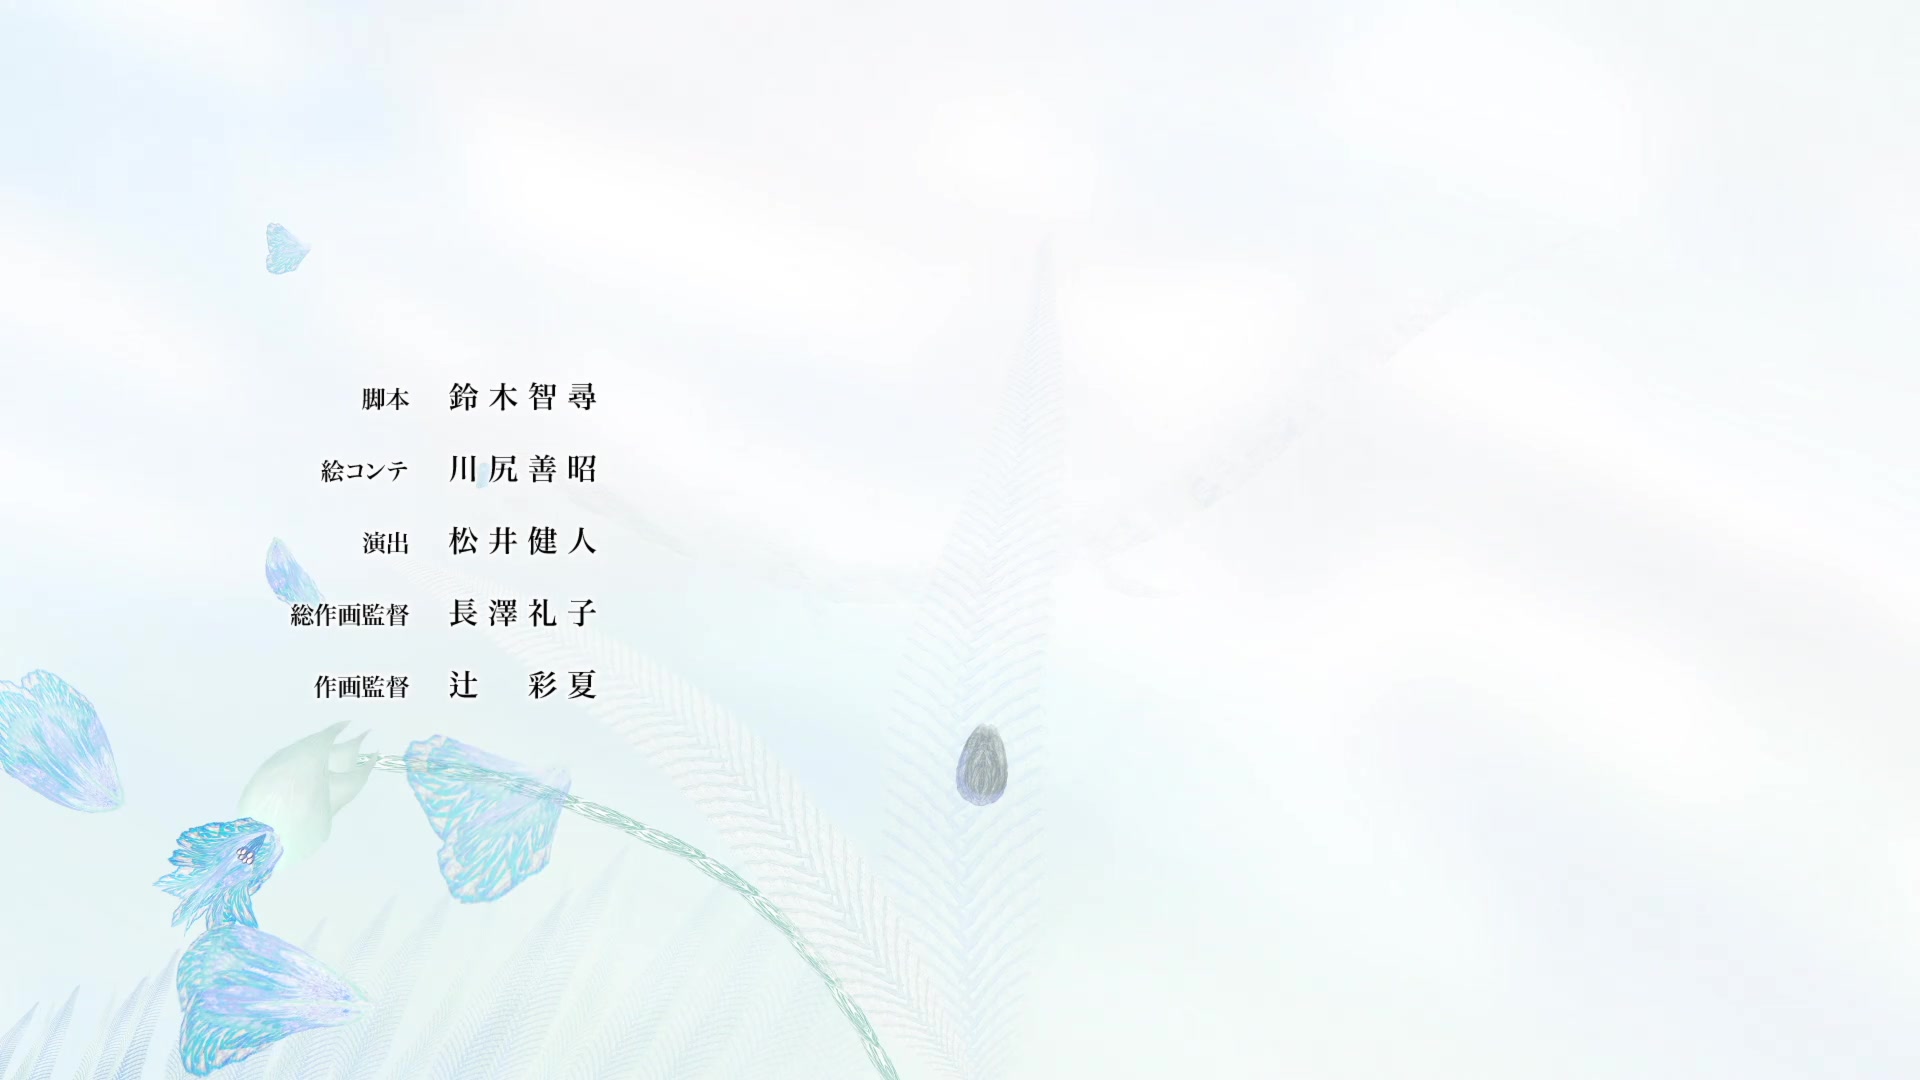 脚本 鈴木智尋
絵コンテ 川尻善昭
演出 松井健人
総作画監督 長澤礼子
作画監督 辻 彩夏